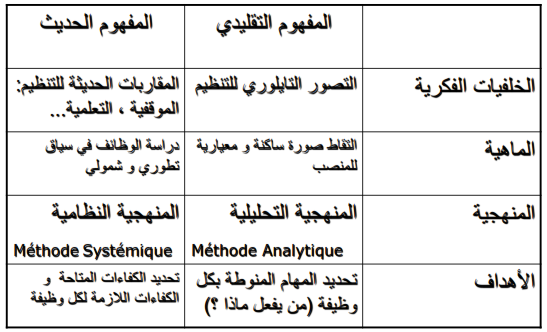 المفهوم التقليدي
المفهوم الحديث
الخلفيات الفكرية
التصور التايلوري للتنظيم
المقاربات الحديثة للتنظيم:
الموقفية ، التعلمية...
الماهية
التقاط صورة ساكنة و معيارية
للمنصب
دراسة الوظائف في سياق
تطوري و شمولي
المنهجية
المنهجية التحليلية
Méthode Analytique
المنهجية النظامية
Méthode Systémique
الأهداف
تحديد المهام المنوطة بكل
وظيفة (من يفعل ماذا ؟)
تحديد الكفاءات المتاحة و
الكفاءات اللازمة لكل وظيفة